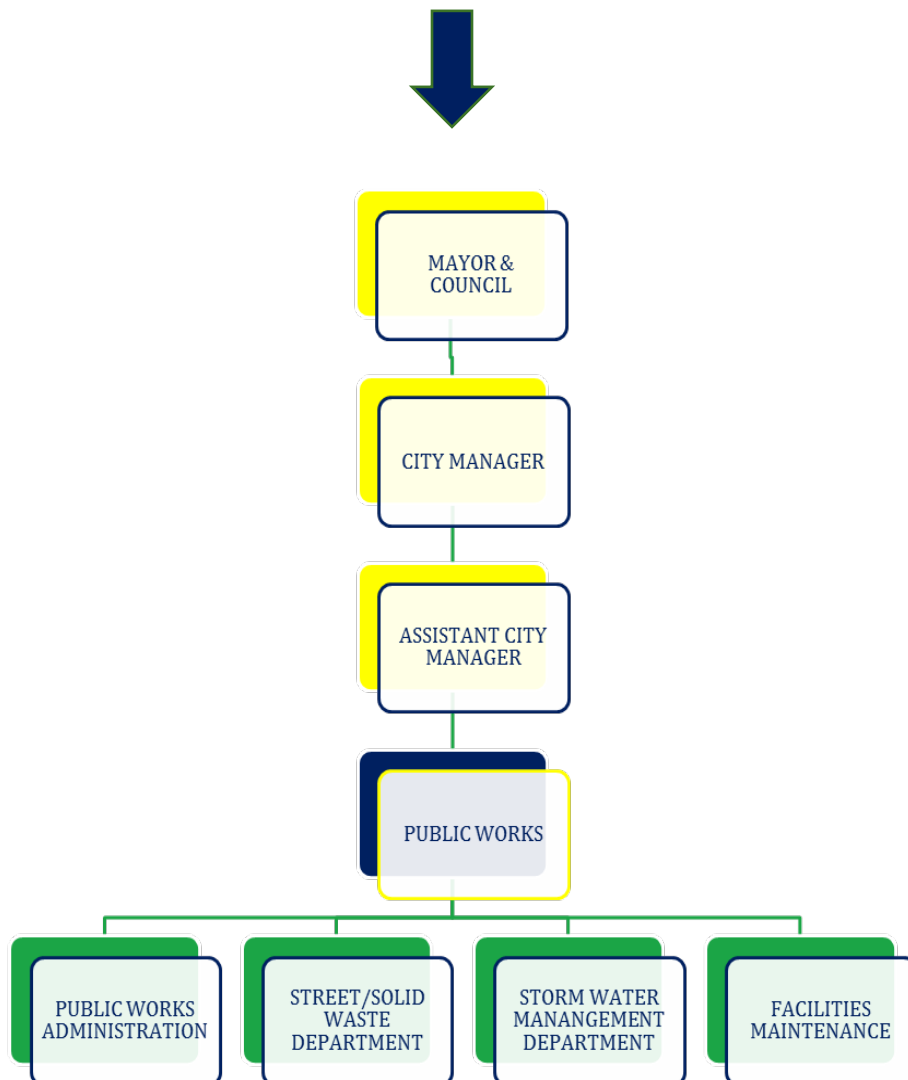 MAYOR &
COUNCIL
CITY MANAGER
ASSISTANT CITY
MANAGER
PUBLIC WORKS
PUBLIC WORKS
ADMINISTRATION
STREET/SOLID
WASTE
DEPARTMENT
STORM WATER
MANANGEMENT
DEPARTMENT
FACILITIES
MAINTENANCE